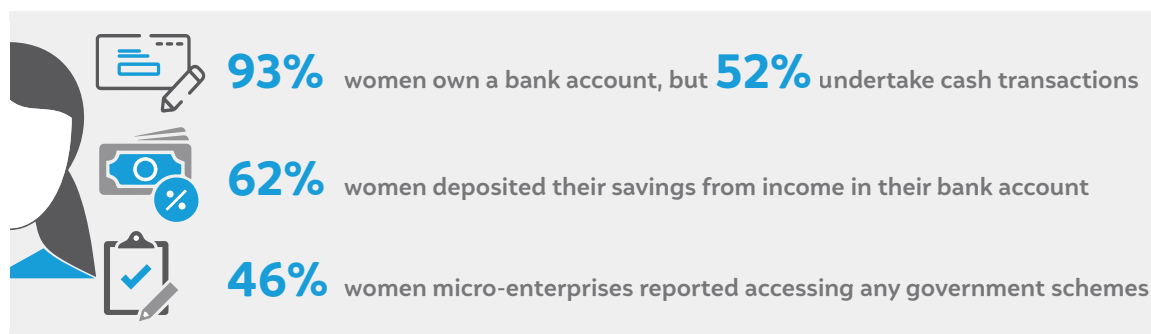 93% women own a bank account, but 52% undertake cash transactions
62% women deposited their savings from income in their bank account
46% women micro-enterprises reported accessing any government schemes